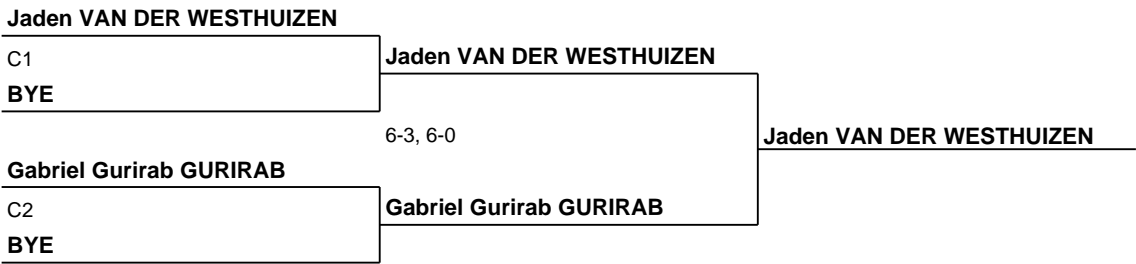 Jaden VAN DER WESTHUIZEN
C1
Jaden VAN DER WESTHUIZEN
BYE
6-3, 6-0
Jaden VAN DER WESTHUIZEN
Gabriel Gurirab GURIRAB
C2
Gabriel Gurirab GURIRAB
BYE